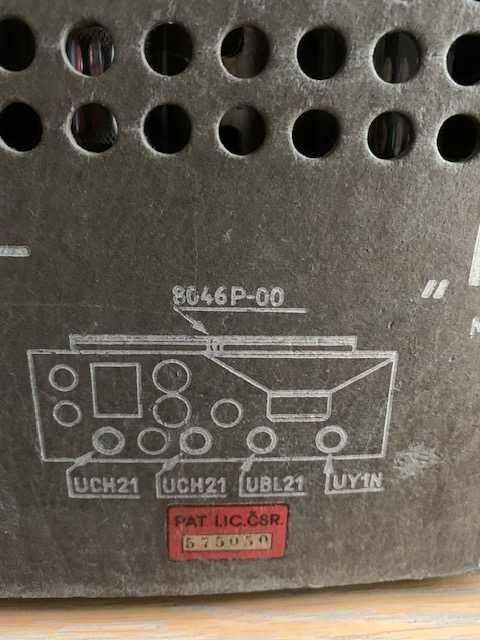 8046P-00
"
UCH21 UCH21 UBL21 UY1N
PAT. LIC. ČSR.
575050